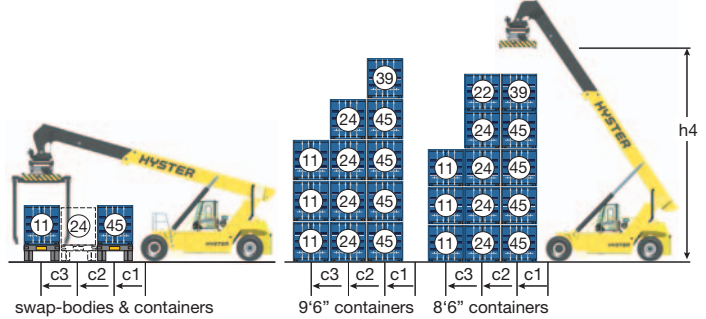 39
22 39
24 45
24 45
11 24 45
11 24 45
11 24 45
11 24 45
11 24 45
11 24 45
11 24 45
HYSTER
HYSTER
HYSTER
HYSTER
h4
c3 c2 c1
c3 c2 c1
c3 c2 c1
swap-bodies & containers
9‘6” containers
8‘6” containers